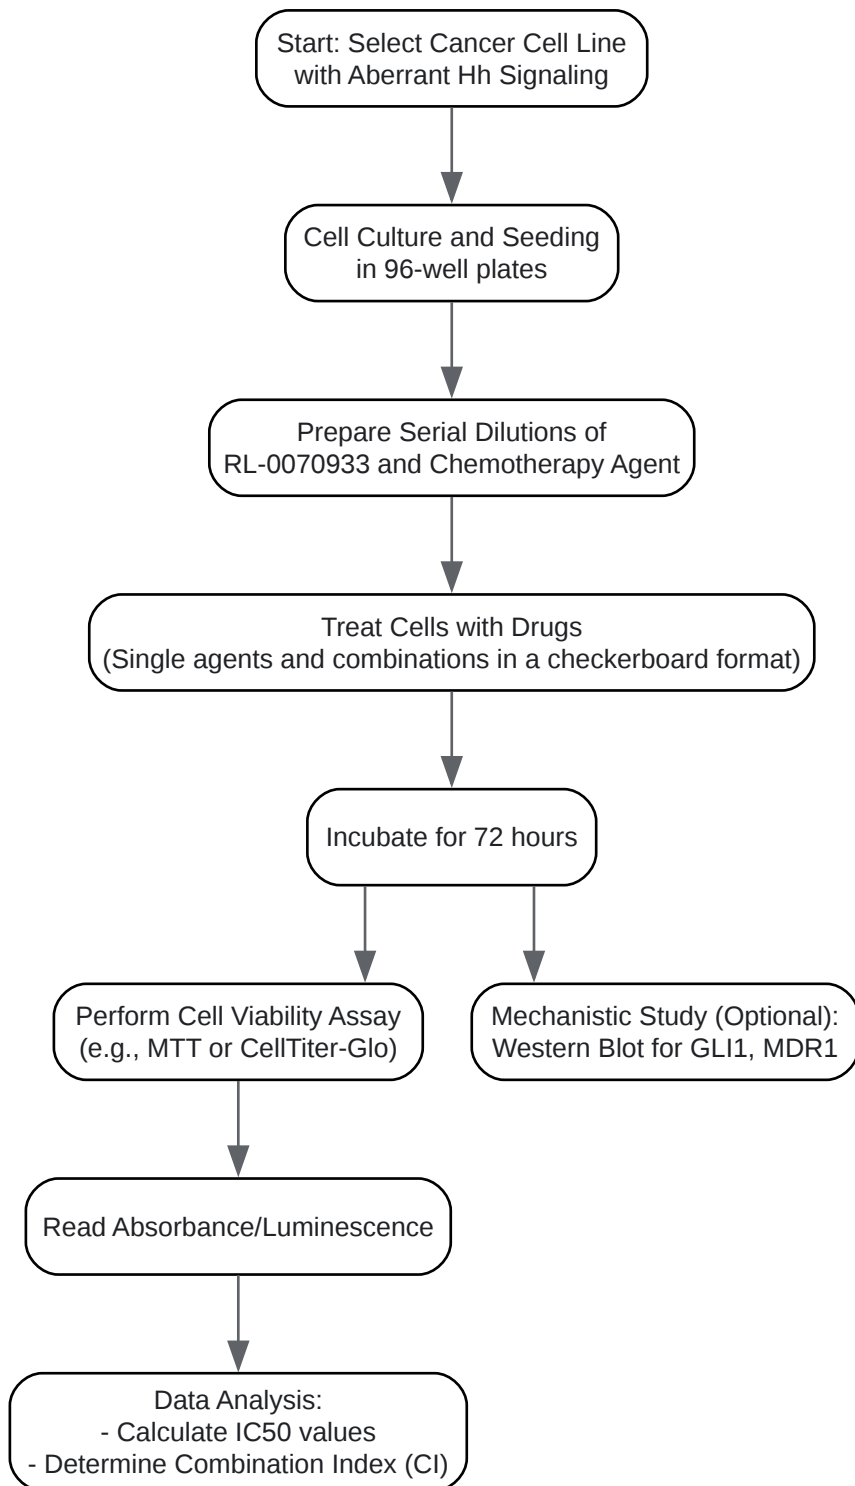 Start: Select Cancer Cell Line
with Aberrant Hh Signaling
Cell Culture and Seeding
in 96-well plates
Prepare Serial Dilutions of
RL-0070933 and Chemotherapy Agent
Treat Cells with Drugs
(Single agents and combinations in a checkerboard format)
Incubate for 72 hours
Perform Cell Viability Assay
(e.g., MTT or CellTiter-Glo)
Mechanistic Study (Optional):
Western Blot for GLI1, MDR1
Read Absorbance/Luminescence
Data Analysis:
- Calculate IC50 values
- Determine Combination Index (CI)